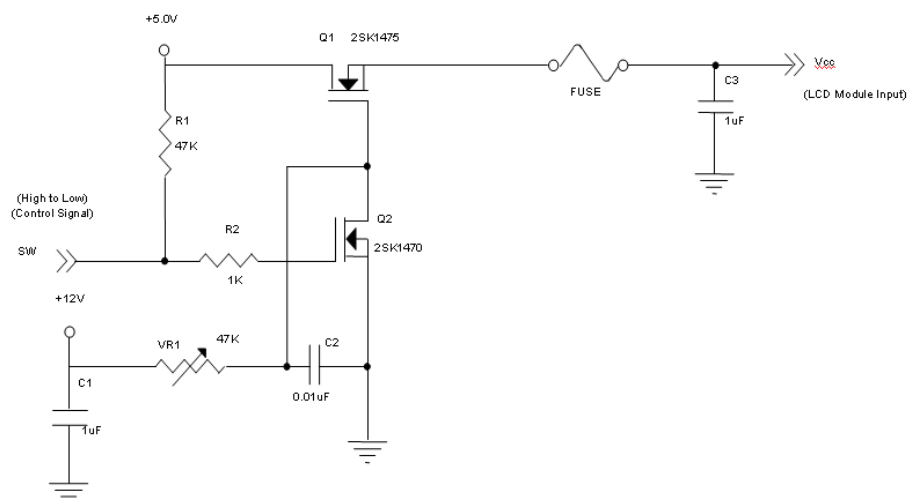 +5.0V
Q1 2SK1475
Vcc
C3
FUSE
(LCD Module Input)
R1
1uF
47K
(High to Low)
(Control Signal)
Q2
R2
SW
2SK1470
1K
+12V
47K
VR1
C2
C1
0.01uF
1uF